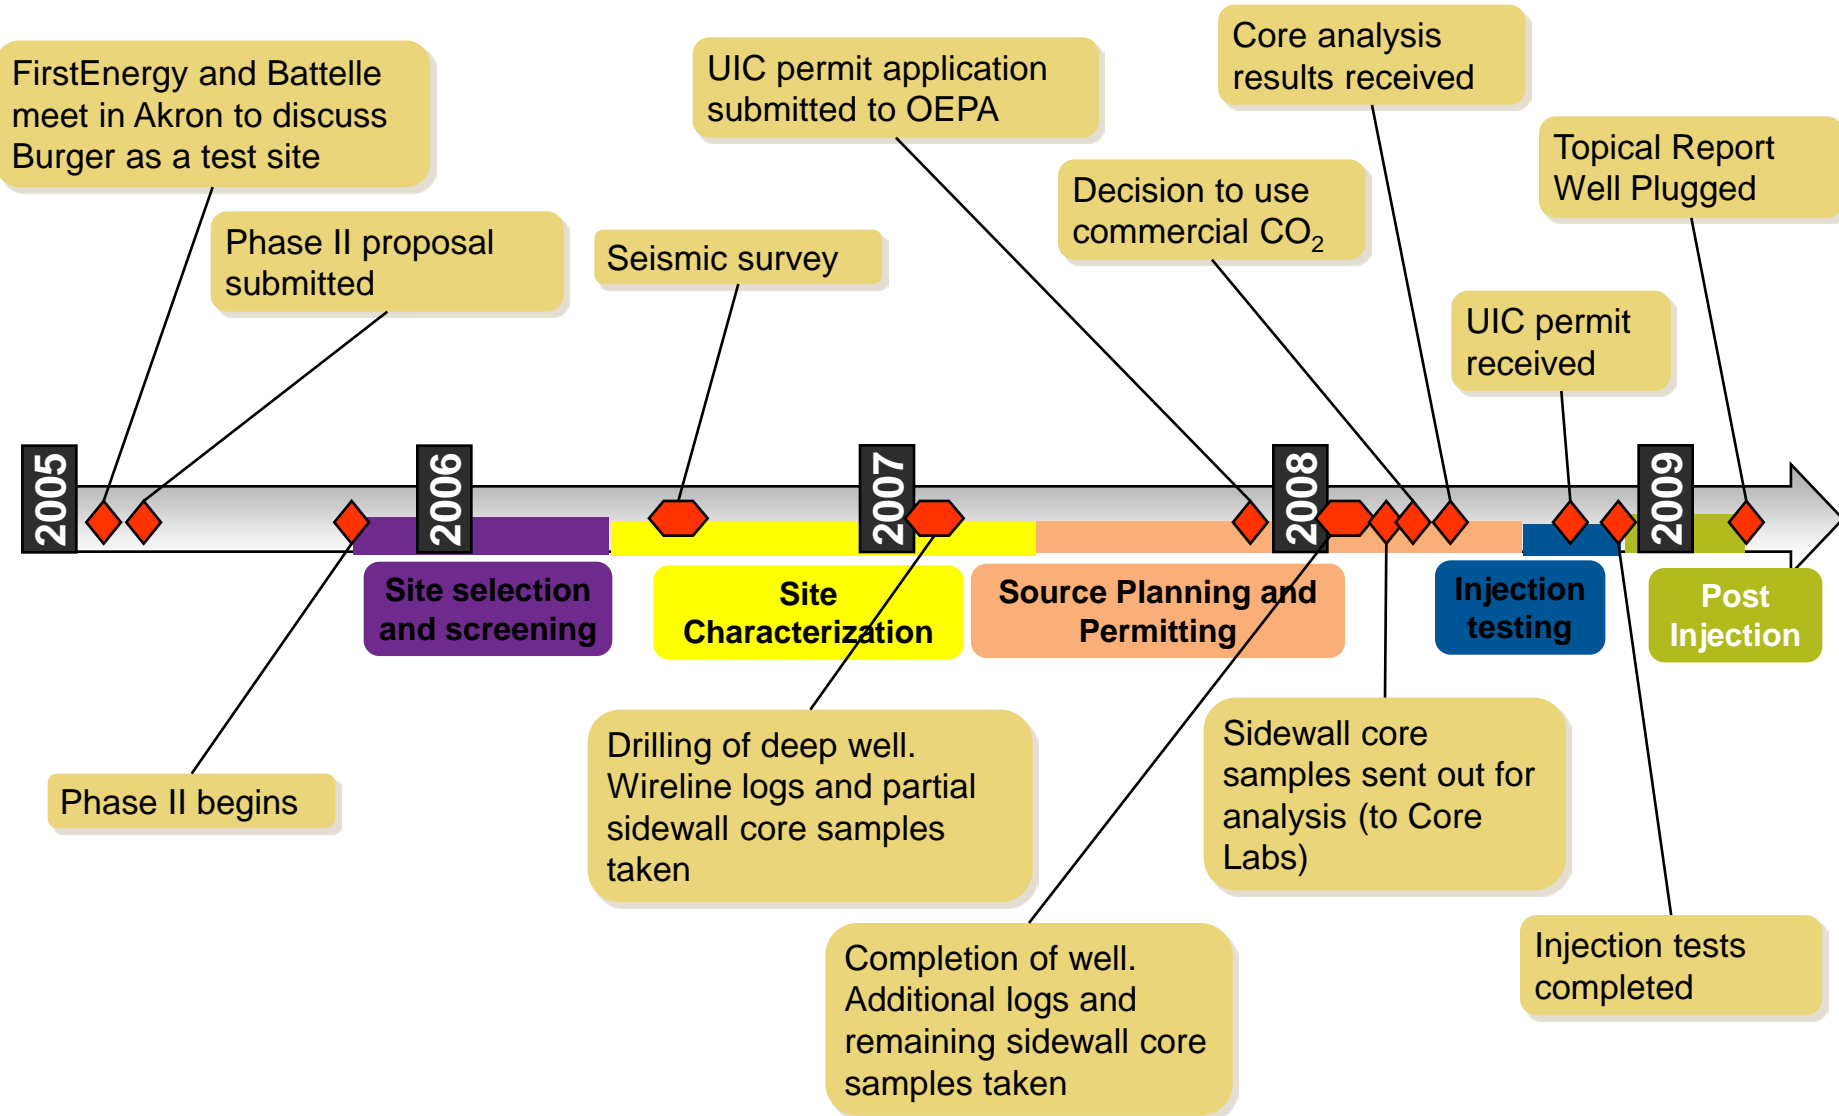 FirstEnergy and Battelle
meet in Akron to discuss
Burger as a test site
Phase II proposal
submitted
Seismic survey
UIC permit application
submitted to OEPA
Decision to use
commercial CO₂
Core analysis
results received
Topical Report
Well Plugged
UIC permit
received
2005
2006
2007
2008
2009
Site selection
and screening
Site
Characterization
Source Planning and
Permitting
Injection
testing
Post
Injection
Phase II begins
Drilling of deep well.
Wireline logs and partial
sidewall core samples
taken
Completion of well.
Additional logs and
remaining sidewall core
samples taken
Sidewall core
samples sent out for
analysis (to Core
Labs)
Injection tests
completed